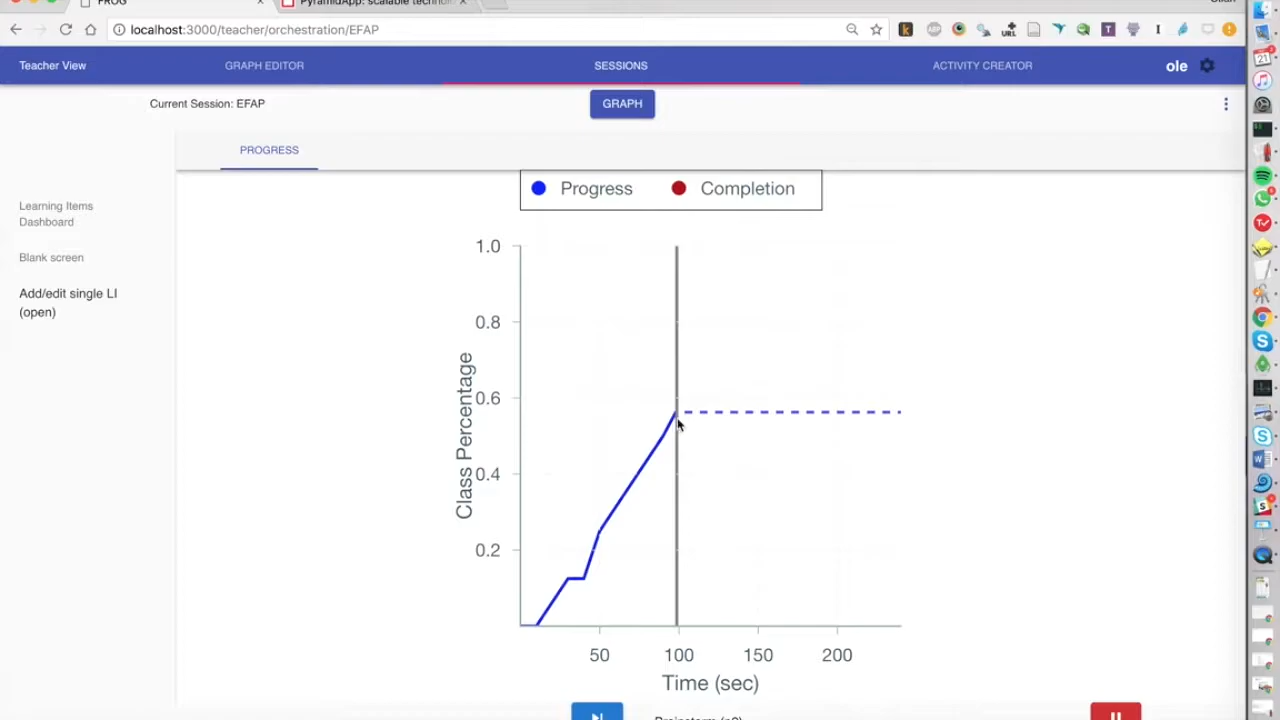 FROG
PyramidApp: scalable technol
localhost:3000/teacher/orchestration/EFAP
URL
T
Teacher View
GRAPH EDITOR
SESSIONS
ACTIVITY CREATOR
ole
Current Session: EFAP
GRAPH
PROGRESS
Learning Items
Dashboard
Blank screen
Add/edit single LI
(open)
Progress
Completion
1.0
0.8
0.6
0.4
0.2
Class Percentage
50
100
150
200
Time (sec)
21